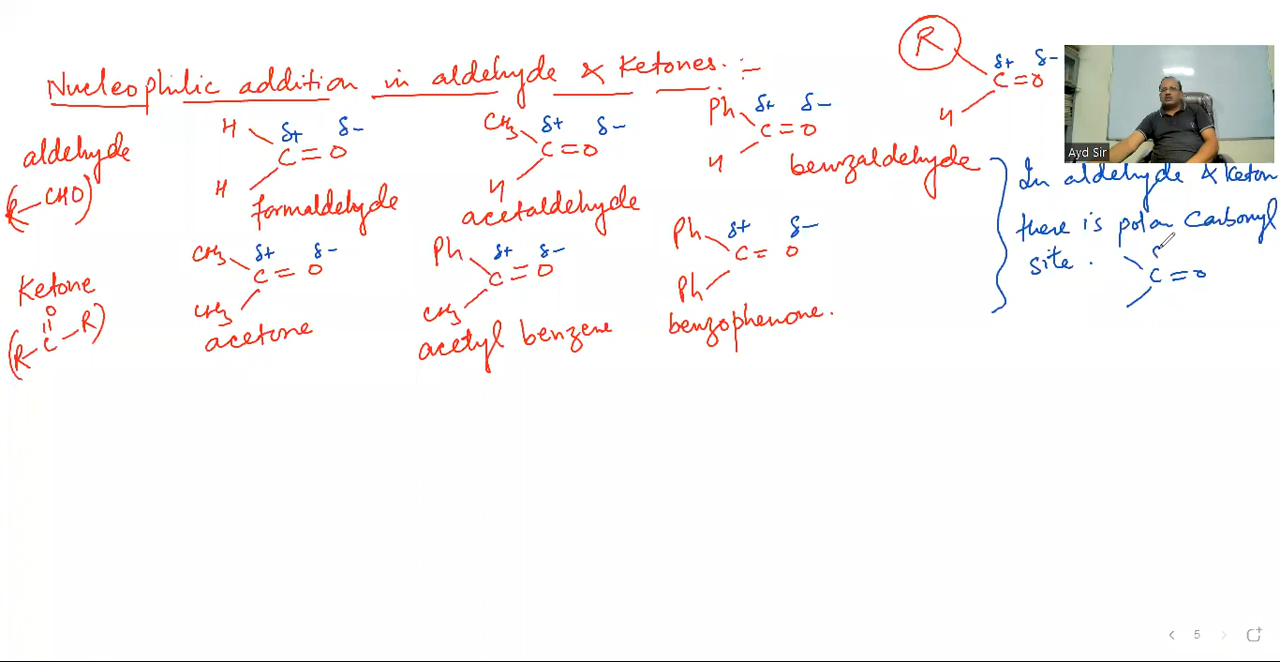 Nucleophilic addition in aldehyde & Ketones. :-
R
δ+ δ-
C=O
H
Ayd Sir
aldehyde
(R-CHO)
H
δ+ δ-
C=O
H
formaldehyde
CH3
δ+ δ-
C=O
H
acetaldehyde
Ph
δ+ δ-
C=O
H
benzaldehyde
In aldehyde & keton
there is polar Carbonyl
site.
C=O
Ketone
O
(R-C-R)
CH3
δ+ δ-
C=O
CH3
acetone
Ph
δ+ δ-
C=O
CH3
acetyl benzene
Ph
δ+ δ-
C=O
Ph
benzophenone.
5